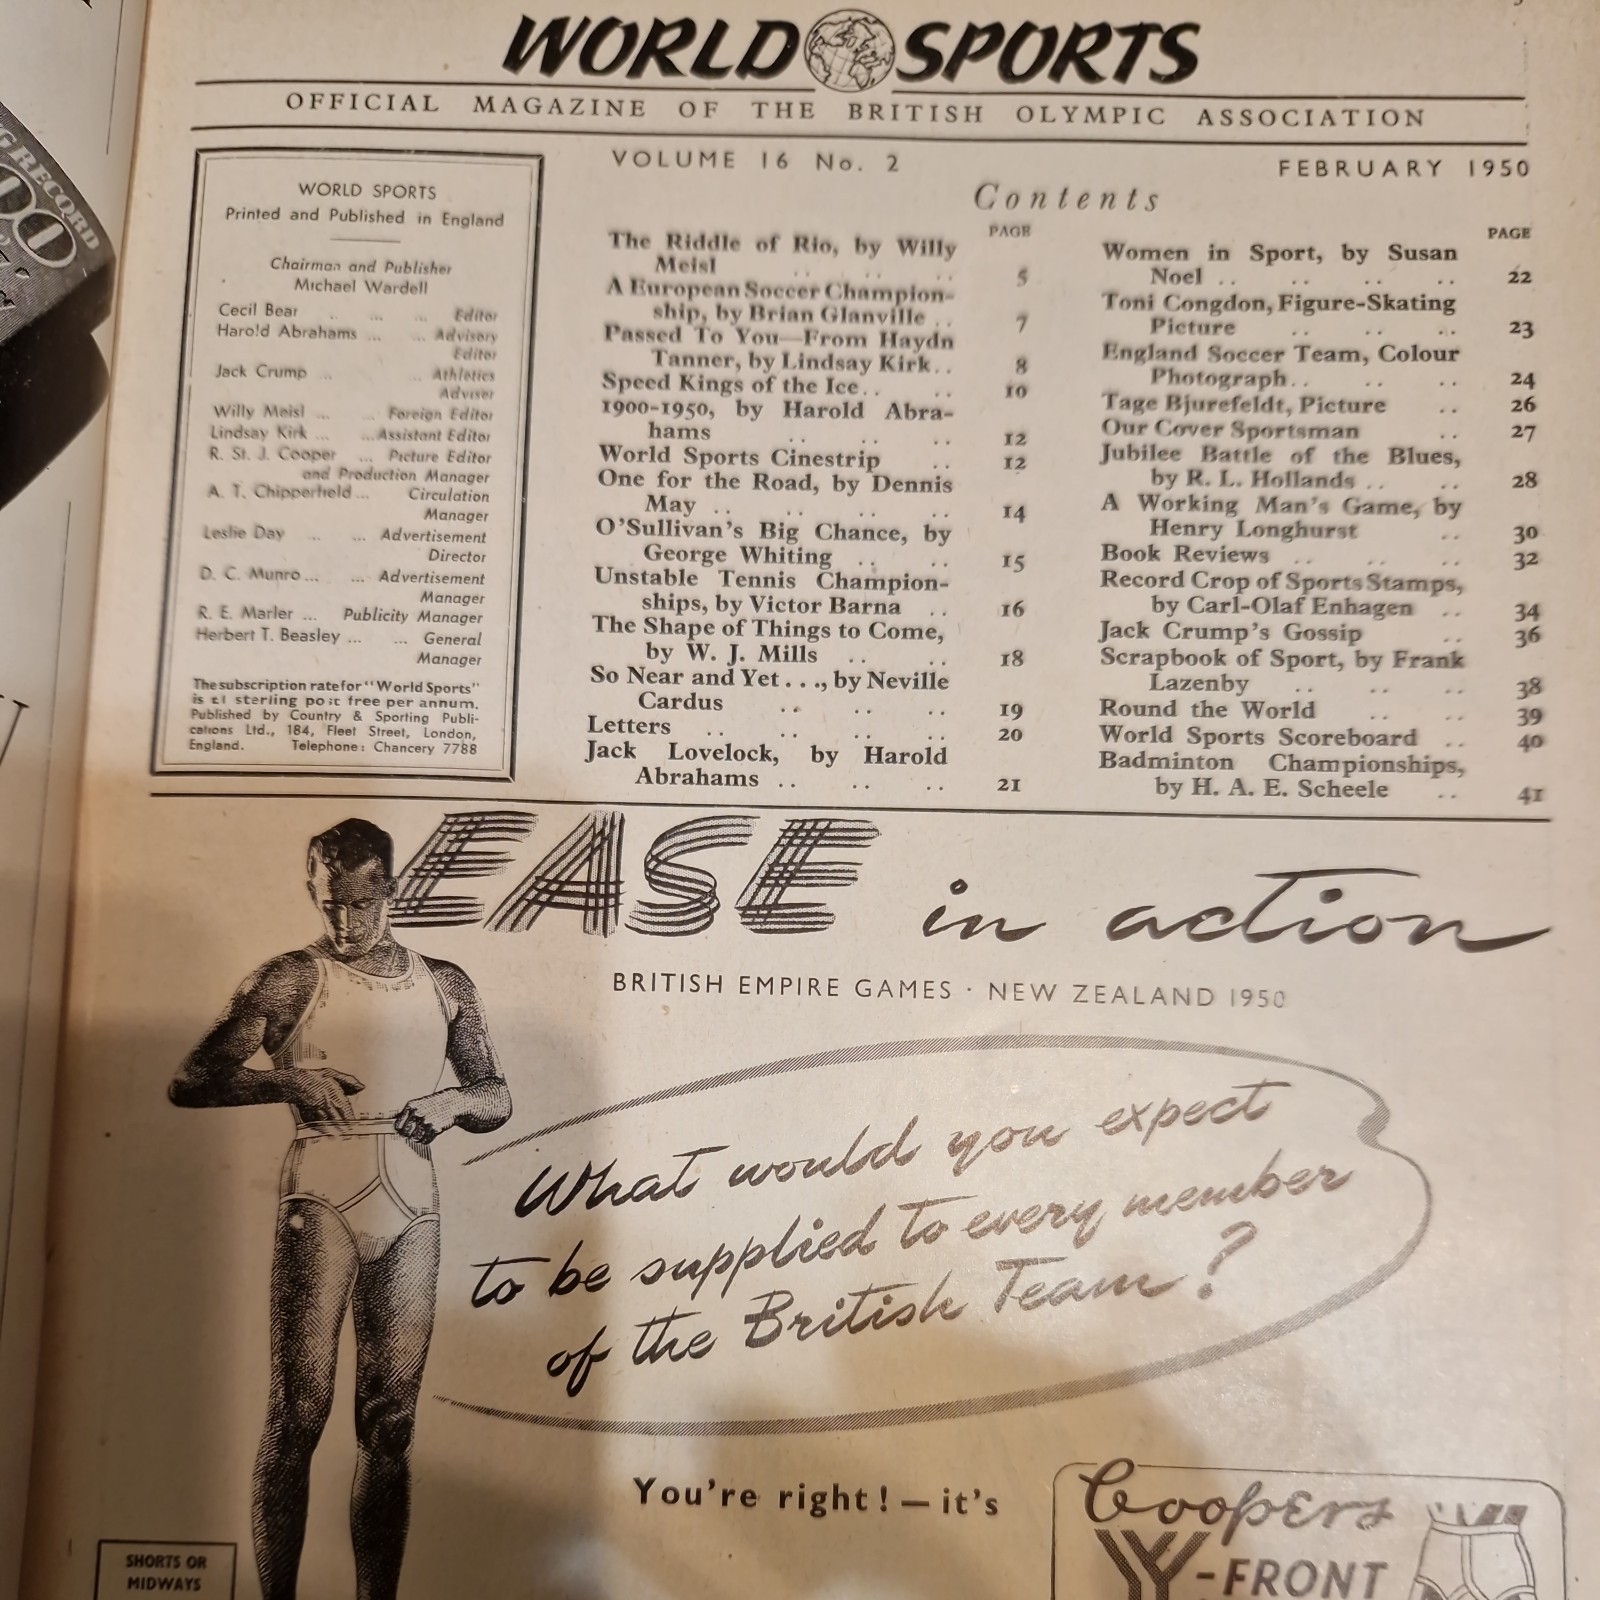 WORLD SPORTS
OFFICIAL MAGAZINE OF THE BRITISH OLYMPIC ASSOCIATION
VOLUME 16 No. 2
FEBRUARY 1950
WORLD SPORTS
Printed and Published in England
Chairman and Publisher
Michael Wardell
Cecil Bear .. ... ... Editor
Harold Abrahams ... ... Advisory
Editor
Jack Crump ... .. Athletics
Adviser
Willy Meisl ... ... Foreign Editor
Lindsay Kirk ... ...Assistant Editor
R. St. J. Cooper ... Picture Editor
and Production Manager
A. T. Chipperfield ... Circulation
Manager
Leslie Day ... ... Advertisement
Director
D. C. Munro ... ... Advertisement
Manager
R. E. Marler ... Publicity Manager
Herbert T. Beasley ... ... General
Manager
The subscription rate for "World Sports"
is £1 sterling post free per annum.
Published by Country & Sporting Publi-
cations Ltd., 184, Fleet Street, London,
England. Telephone: Chancery 7788
Contents
PAGE
The Riddle of Rio, by Willy
Meisl .. .. .. 5
A European Soccer Champion-
ship, by Brian Glanville .. 7
Passed To You—From Haydn
Tanner, by Lindsay Kirk.. 8
Speed Kings of the Ice.. .. 10
1900-1950, by Harold Abra-
hams .. .. .. 12
World Sports Cinestrip .. 12
One for the Road, by Dennis
May .. .. .. .. 14
O'Sullivan's Big Chance, by
George Whiting .. .. 15
Unstable Tennis Champion-
ships, by Victor Barna .. 16
The Shape of Things to Come,
by W. J. Mills .. .. 18
So Near and Yet . . ., by Neville
Cardus .. .. .. 19
Letters .. .. .. .. 20
Jack Lovelock, by Harold
Abrahams .. .. .. 21
PAGE
Women in Sport, by Susan
Noel .. .. .. .. 22
Toni Congdon, Figure-Skating
Picture .. .. .. 23
England Soccer Team, Colour
Photograph.. .. .. 24
Tage Bjurefeldt, Picture .. 26
Our Cover Sportsman .. 27
Jubilee Battle of the Blues,
by R. L. Hollands .. .. 28
A Working Man's Game, by
Henry Longhurst .. 30
Book Reviews .. .. .. 32
Record Crop of Sports Stamps,
by Carl-Olaf Enhagen .. 34
Jack Crump's Gossip .. 36
Scrapbook of Sport, by Frank
Lazenby .. .. .. 38
Round the World .. .. 39
World Sports Scoreboard .. 40
Badminton Championships,
by H. A. E. Scheele .. 41
EASE in action
BRITISH EMPIRE GAMES · NEW ZEALAND 1950
What would you expect
to be supplied to every member
of the British Team?
You're right! — it's
Coopers
Y-FRONT
SHORTS OR
MIDWAYS
RECORD